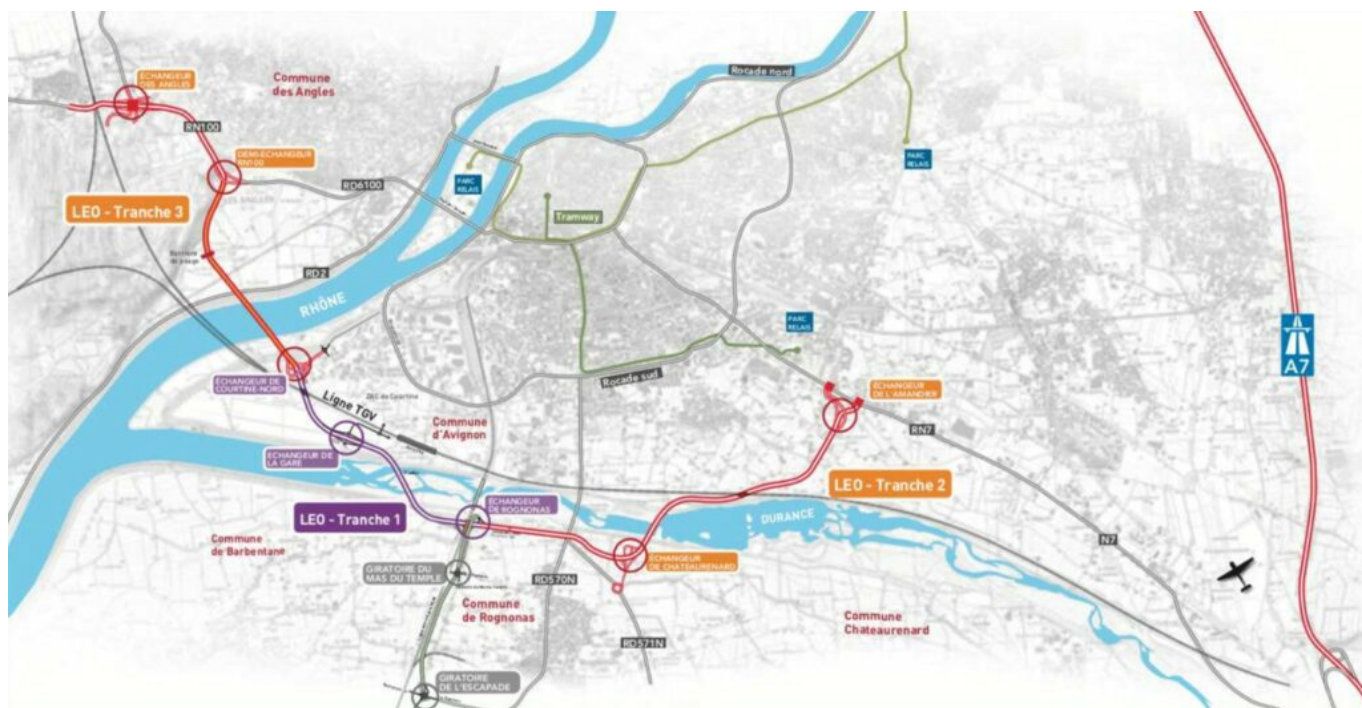 ÉCHANGEUR
DES ANGLES
Commune
des Angles
Rocade nord
RN100
DEMI-ÉCHANGEUR
RN100
RD6100
PARC
RELAIS
PARC
RELAIS
LEO - Tranche 3
Tramway
RD2
RHÔNE
PARC
RELAIS
A7
ÉCHANGEUR DE
COURTINE-NORD
Rocade sud
ÉCHANGEUR
DE L'AMANDIER
Ligne TGV
ZAC de Courtine
Commune
d'Avignon
RN7
ÉCHANGEUR DE
LA GARE
LEO - Tranche 2
ÉCHANGEUR
DE ROGNONAS
LEO - Tranche 1
DURANCE
Commune
de Barbentane
N7
ÉCHANGEUR
DE CHATEAURENARD
GIRATOIRE DU
MAS DU TEMPLE
RD570N
Commune
de Rognonas
Commune
Chateaurenard
RD571N
GIRATOIRE
DE L'ESCAPADE